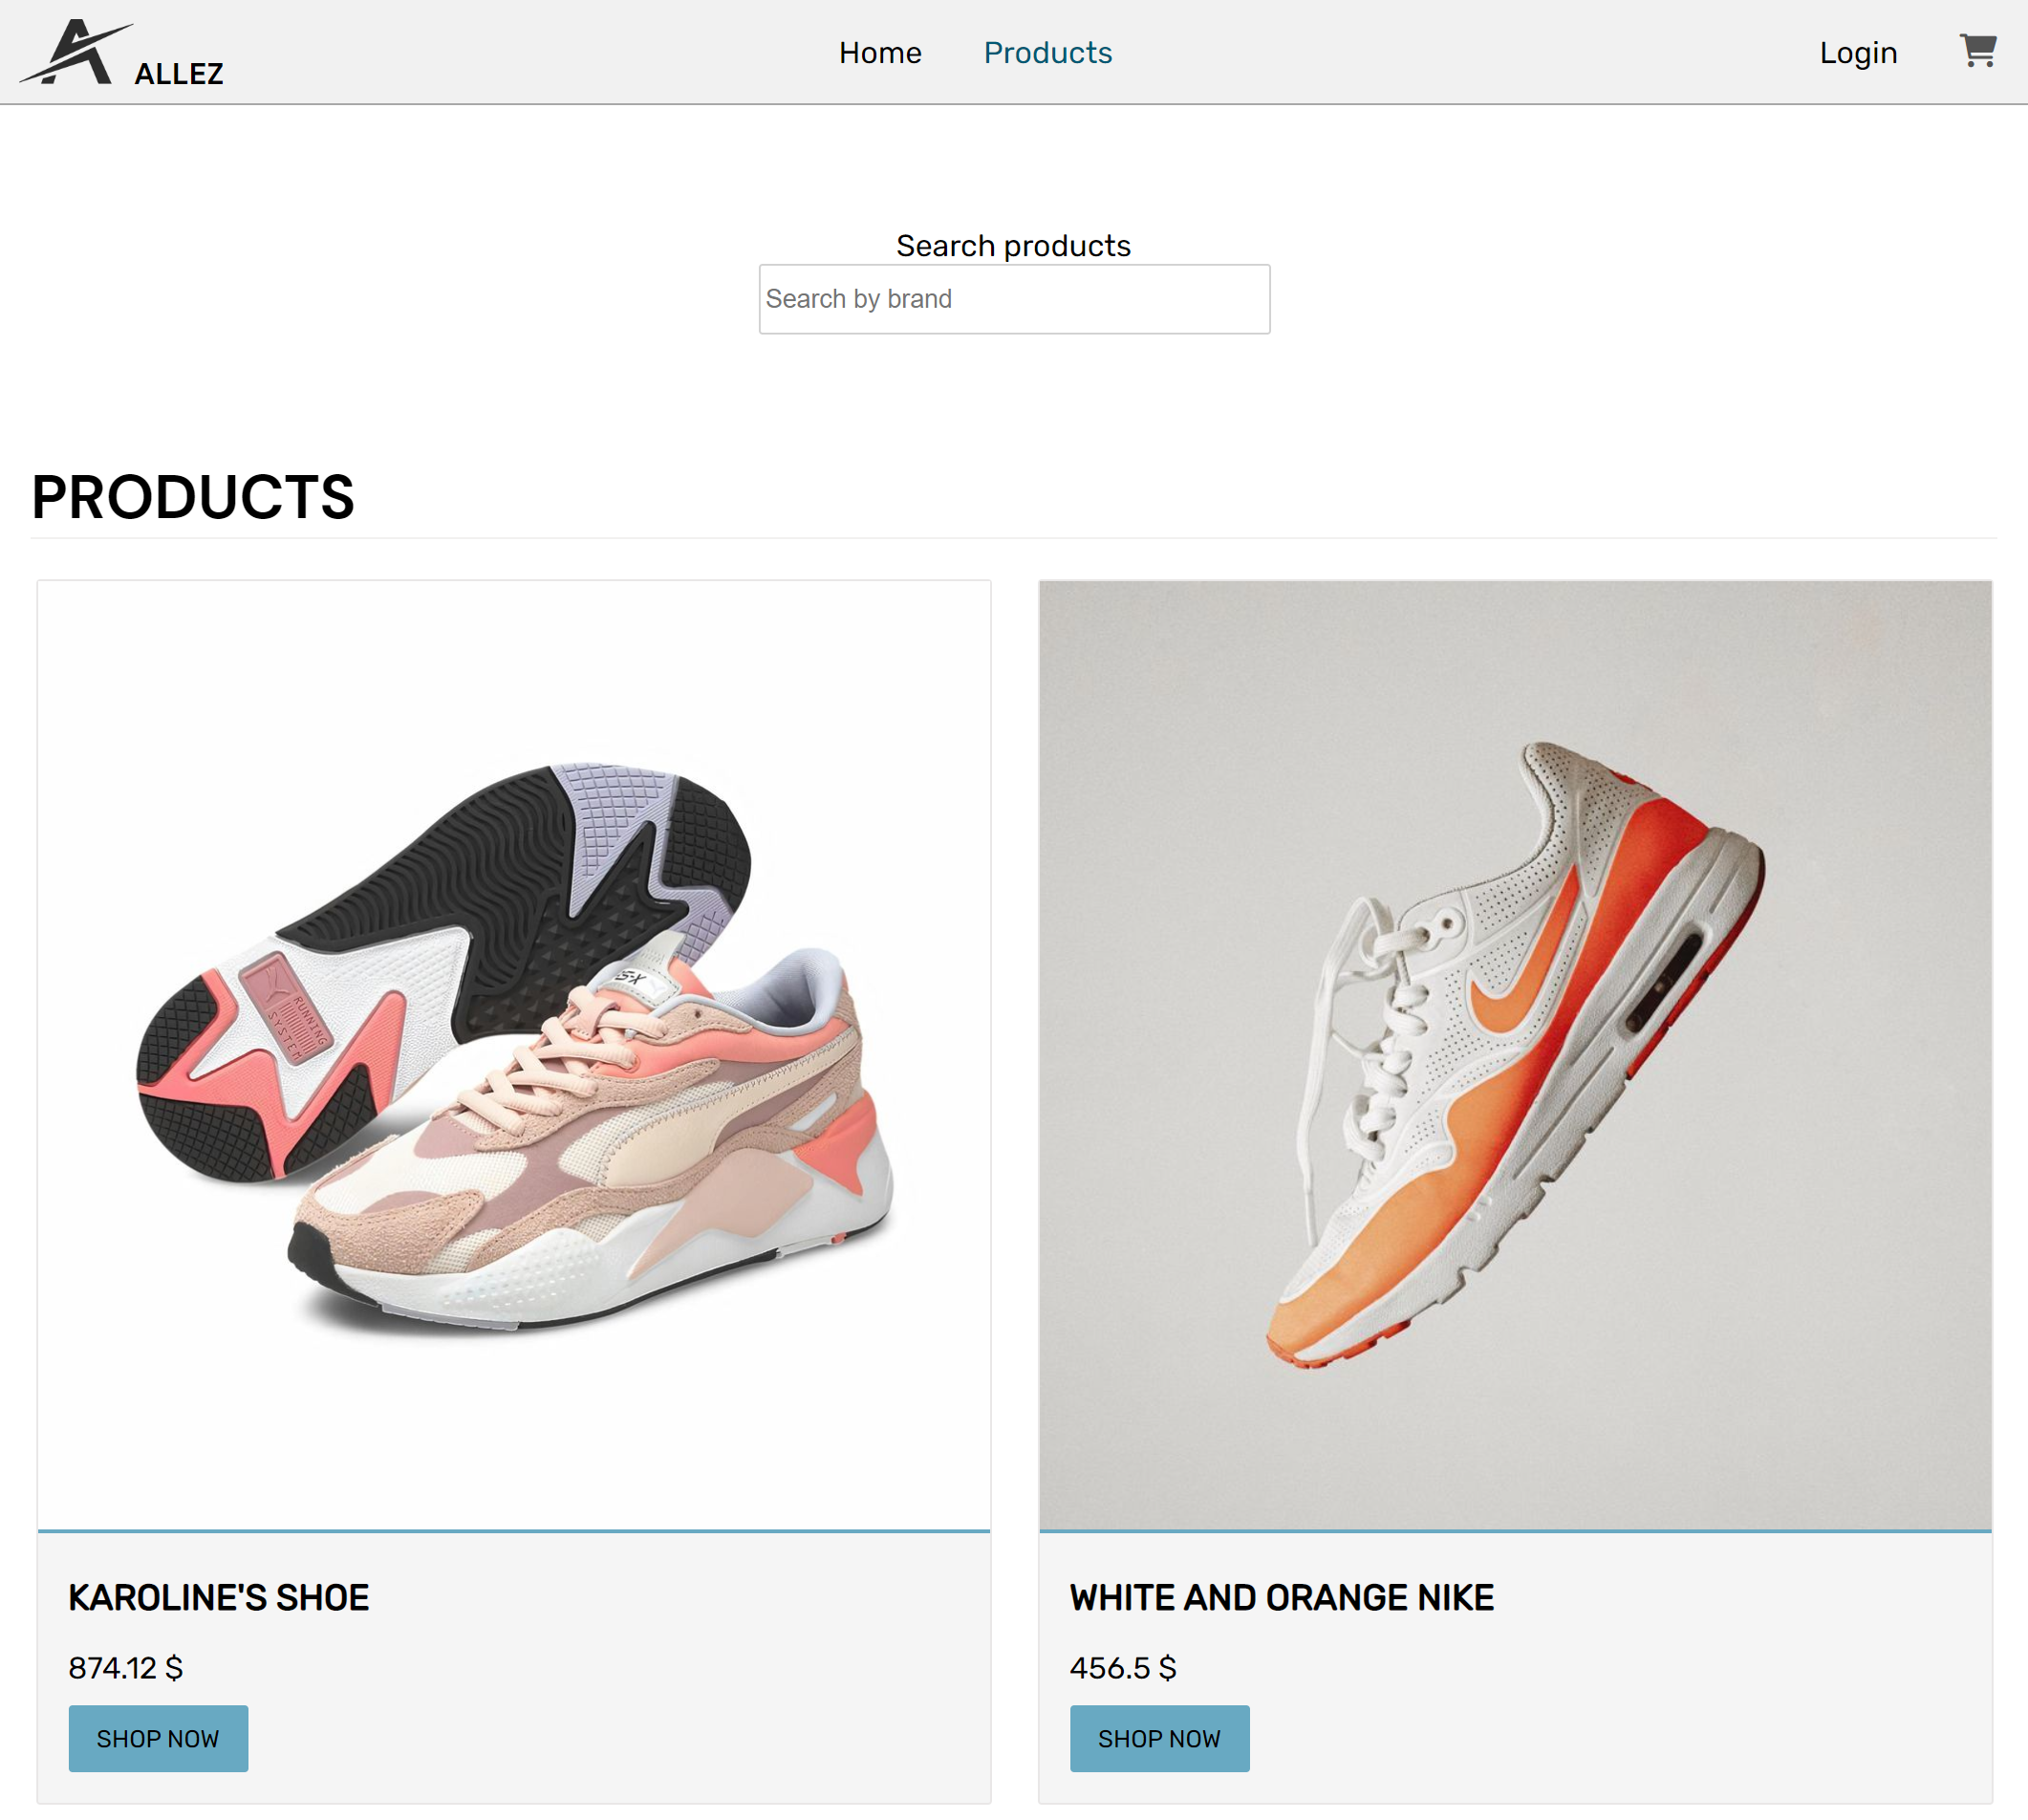 ALLEZ
Home
Products
Login
Search products
Search by brand
PRODUCTS
RUNNING
SYSTEM
RS-X
KAROLINE'S SHOE
874.12 $
SHOP NOW
WHITE AND ORANGE NIKE
456.5 $
SHOP NOW